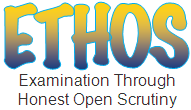 ETHOS
Examination Through
Honest Open Scrutiny